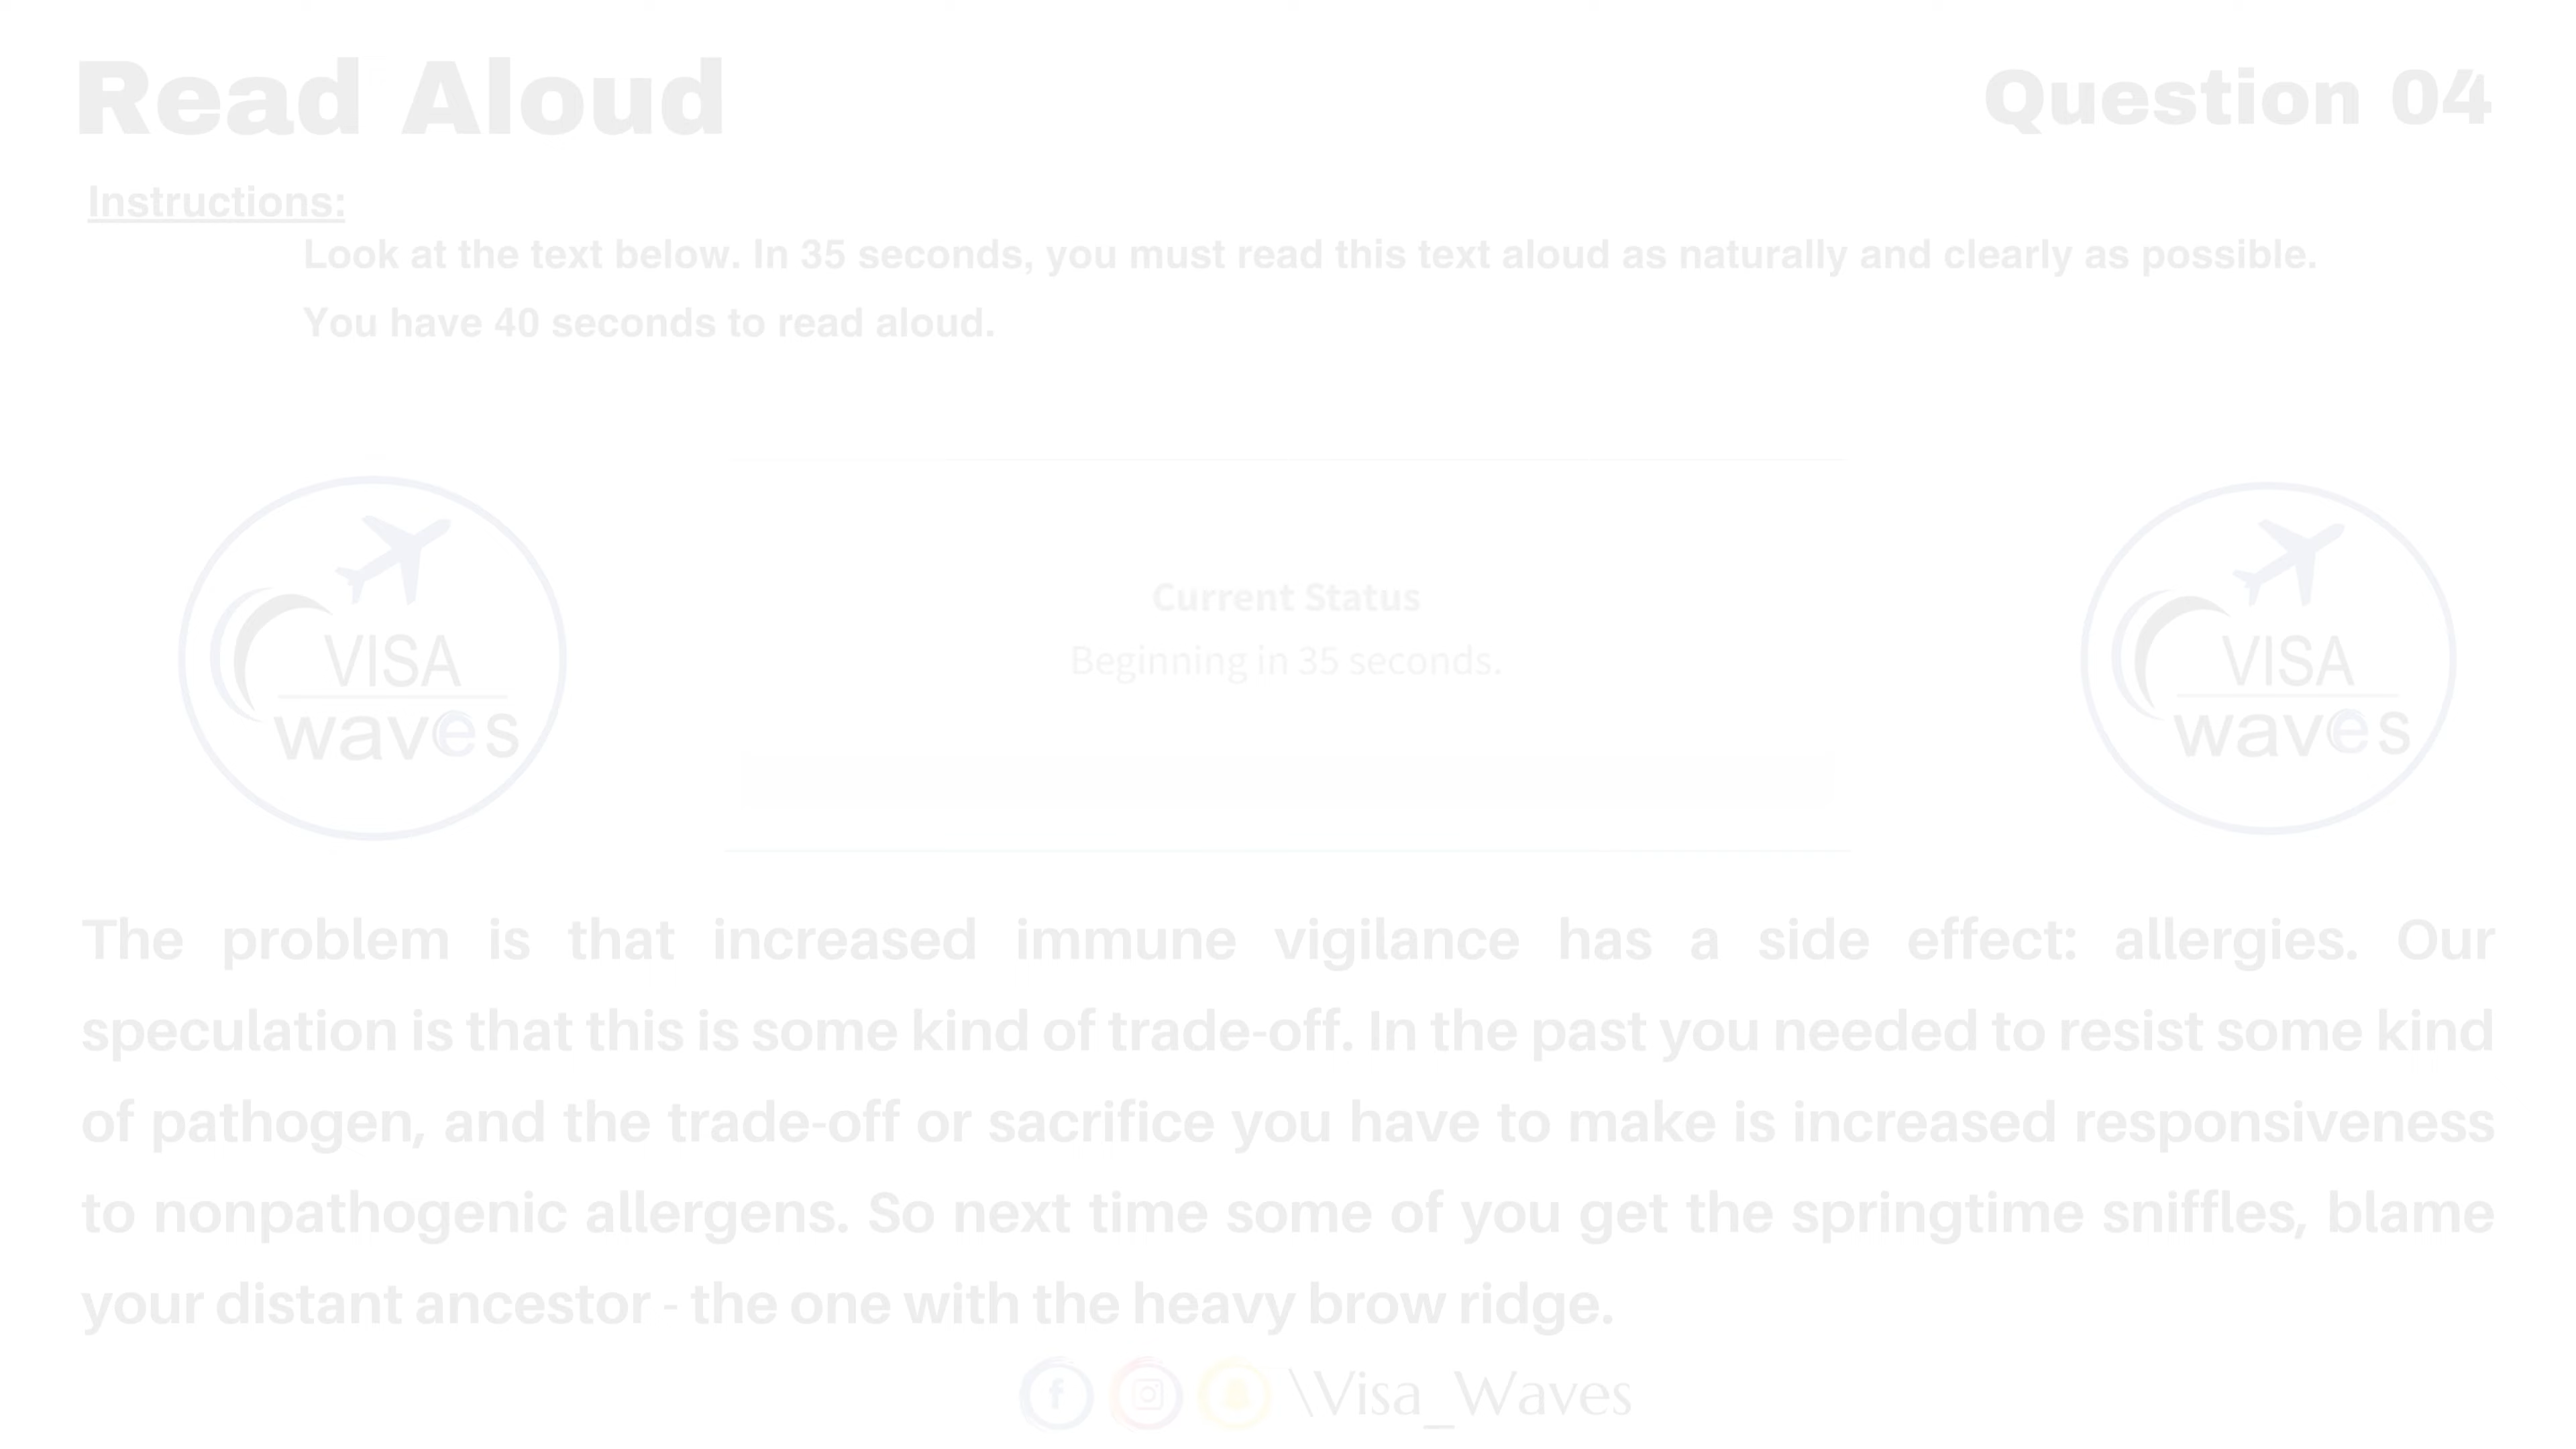 Read Aloud
Question 04
Instructions:
Look at the text below. In 35 seconds, you must read this text aloud as naturally and clearly as possible.
You have 40 seconds to read aloud.
VISA
waves
Current Status
Beginning in 35 seconds.
VISA
waves
The problem is that increased immune vigilance has a side effect: allergies. Our
speculation is that this is some kind of trade-off. In the past you needed to resist some kind
of pathogen, and the trade-off or sacrifice you have to make is increased responsiveness
to nonpathogenic allergens. So next time some of you get the springtime sniffles, blame
your distant ancestor - the one with the heavy brow ridge.
\Visa_Waves